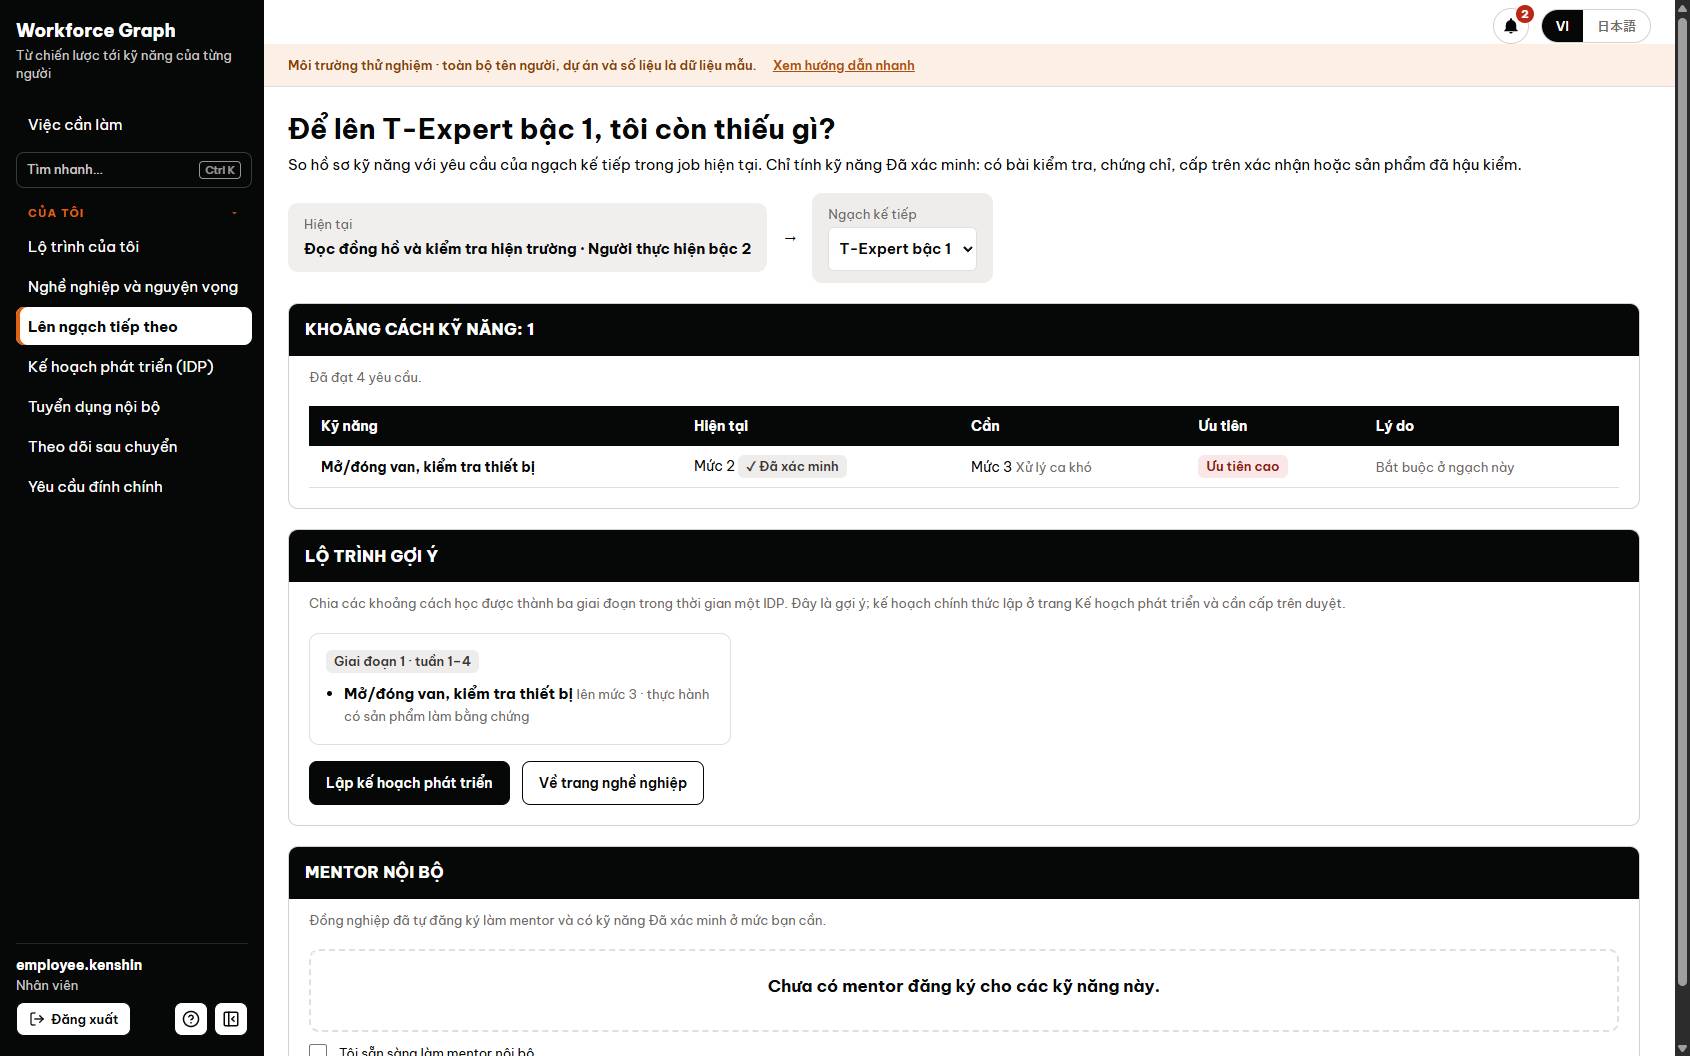 Workforce Graph
Từ chiến lược tới kỹ năng của từng
người
Việc cần làm
Tìm nhanh... Ctrl K
CỦA TÔI
Lộ trình của tôi
Nghề nghiệp và nguyện vọng
Lên ngạch tiếp theo
Kế hoạch phát triển (IDP)
Tuyển dụng nội bộ
Theo dõi sau chuyển
Yêu cầu đính chính
employee.kenshin
Nhân viên
Đăng xuất
2
VI 日本語
Môi trường thử nghiệm · toàn bộ tên người, dự án và số liệu là dữ liệu mẫu. Xem hướng dẫn nhanh
Để lên T-Expert bậc 1, tôi còn thiếu gì?
So hồ sơ kỹ năng với yêu cầu của ngạch kế tiếp trong job hiện tại. Chỉ tính kỹ năng Đã xác minh: có bài kiểm tra, chứng chỉ, cấp trên xác nhận hoặc sản phẩm đã hậu kiểm.
Hiện tại
Đọc đồng hồ và kiểm tra hiện trường · Người thực hiện bậc 2
→
Ngạch kế tiếp
T-Expert bậc 1
KHOẢNG CÁCH KỸ NĂNG: 1
Đã đạt 4 yêu cầu.
Kỹ năng Hiện tại Cần Ưu tiên Lý do
Mở/đóng van, kiểm tra thiết bị Mức 2 ✓ Đã xác minh Mức 3 Xử lý ca khó Ưu tiên cao Bắt buộc ở ngạch này
LỘ TRÌNH GỢI Ý
Chia các khoảng cách học được thành ba giai đoạn trong thời gian một IDP. Đây là gợi ý; kế hoạch chính thức lập ở trang Kế hoạch phát triển và cần cấp trên duyệt.
Giai đoạn 1 · tuần 1–4
• Mở/đóng van, kiểm tra thiết bị lên mức 3 · thực hành
có sản phẩm làm bằng chứng
Lập kế hoạch phát triển Về trang nghề nghiệp
MENTOR NỘI BỘ
Đồng nghiệp đã tự đăng ký làm mentor và có kỹ năng Đã xác minh ở mức bạn cần.
Chưa có mentor đăng ký cho các kỹ năng này.
Tôi sẵn sàng làm mentor nội bộ